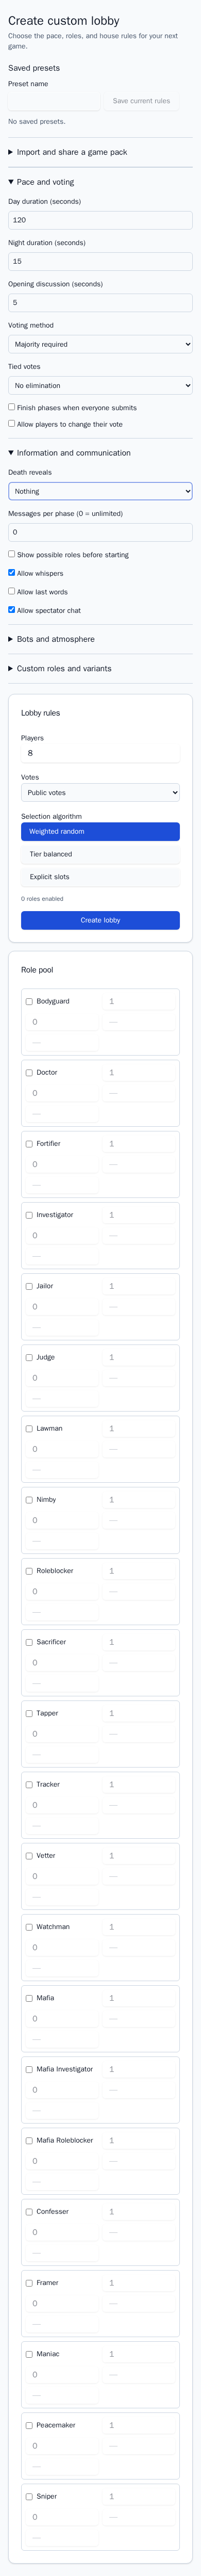 Create custom lobby
Choose the pace, roles, and house rules for your next
game.
Saved presets
Preset name
Save current rules
No saved presets.
Import and share a game pack
Pace and voting
Day duration (seconds)
120
Night duration (seconds)
15
Opening discussion (seconds)
5
Voting method
Majority required
Tied votes
No elimination
Finish phases when everyone submits
Allow players to change their vote
Information and communication
Death reveals
Nothing
Messages per phase (0 = unlimited)
0
Show possible roles before starting
Allow whispers
Allow last words
Allow spectator chat
Bots and atmosphere
Custom roles and variants
Lobby rules
Players
8
Votes
Public votes
Selection algorithm
Weighted random
Tier balanced
Explicit slots
0 roles enabled
Create lobby
Role pool
Bodyguard 1
0 —
—
Doctor 1
0 —
—
Fortifier 1
0 —
—
Investigator 1
0 —
—
Jailor 1
0 —
—
Judge 1
0 —
—
Lawman 1
0 —
—
Nimby 1
0 —
—
Roleblocker 1
0 —
—
Sacrificer 1
0 —
—
Tapper 1
0 —
—
Tracker 1
0 —
—
Vetter 1
0 —
—
Watchman 1
0 —
—
Mafia 1
0 —
—
Mafia Investigator 1
0 —
—
Mafia Roleblocker 1
0 —
—
Confesser 1
0 —
—
Framer 1
0 —
—
Maniac 1
0 —
—
Peacemaker 1
0 —
—
Sniper 1
0 —
—